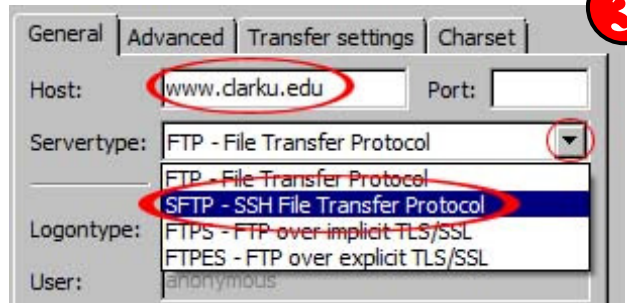 3
General Advanced Transfer settings Charset
Host: www.clarku.edu Port:
Servertype: FTP - File Transfer Protocol
FTP - File Transfer Protocol
SFTP - SSH File Transfer Protocol
Logontype: FTPS - FTP over implicit TLS/SSL
FTPES - FTP over explicit TLS/SSL
User: anonymous